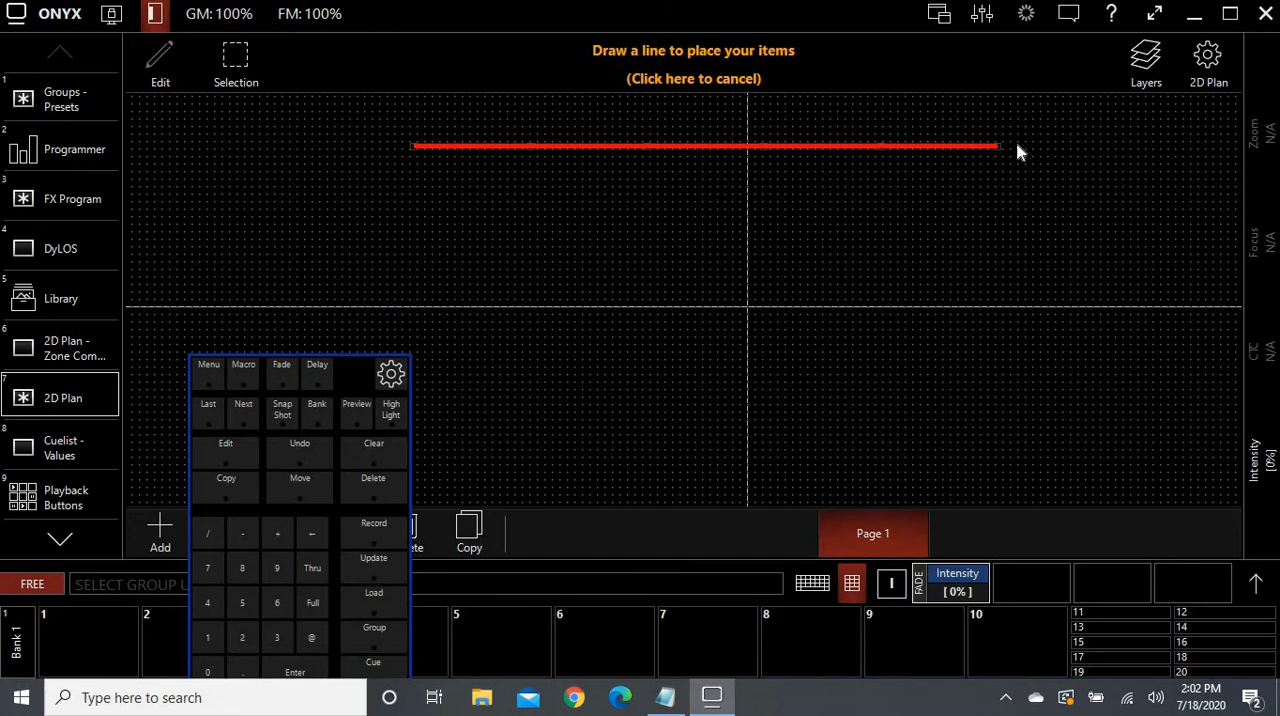 ONYX
GM: 100%
FM: 100%
?
Edit
Selection
Draw a line to place your items
(Click here to cancel)
Layers
2D Plan
1
Groups -
Presets
2
Programmer
3
FX Program
4
DyLOS
5
Library
6
2D Plan -
Zone Com...
7
2D Plan
8
Cuelist -
Values
9
Playback
Buttons
Zoom
N/A
Focus
N/A
CTC
N/A
Intensity
[0%]
Menu
Macro
Fade
Delay
Last
Next
Snap
Shot
Bank
Preview
High
Light
Edit
Undo
Clear
Copy
Move
Delete
/
-
+
←
Record
7
8
9
Thru
Update
4
5
6
Full
Load
1
2
3
@
Group
0
.
Enter
Cue
Add
ete
Copy
Page 1
FREE
SELECT GROUP U
I
FADE
Intensity
[ 0% ]
1
Bank 1
1
2
5
6
7
8
9
10
11
12
13
14
15
16
17
18
19
20
Type here to search
2:02 PM
7/18/2020
2